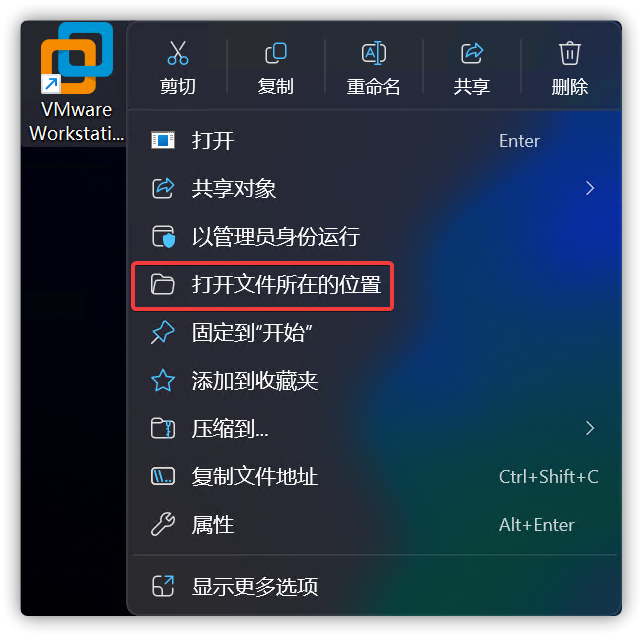 VMware
Workstati...
剪切
复制
重命名
共享
删除
打开 Enter
共享对象
以管理员身份运行
打开文件所在的位置
固定到“开始”
添加到收藏夹
压缩到...
复制文件地址 Ctrl+Shift+C
属性 Alt+Enter
显示更多选项